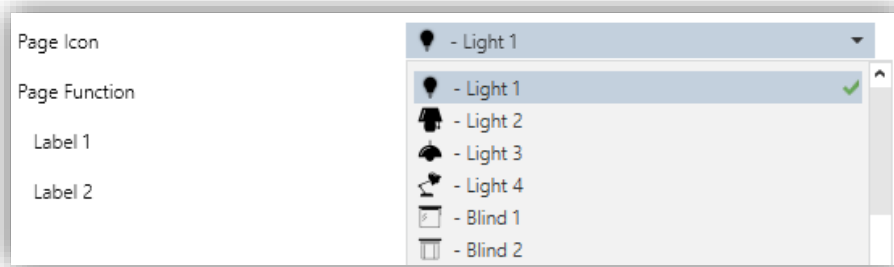 Page Icon - Light 1
Page Function - Light 1
- Light 2
Label 1 - Light 3
Label 2 - Light 4
- Blind 1
- Blind 2